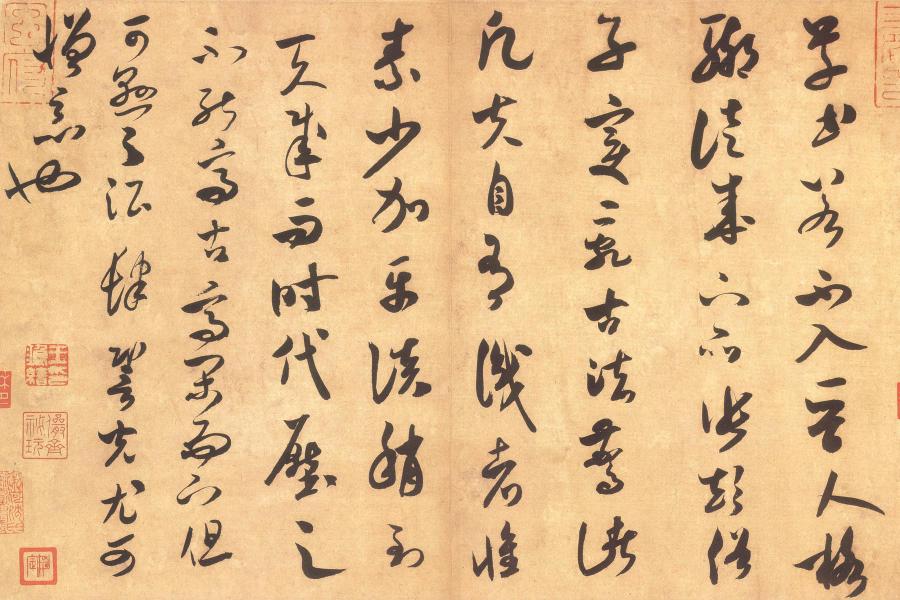 草書若不入晉人格
輒徒成下品張顛俗
子變亂古法驚諸
凡夫自有識者懷
素少加平淡稍到
天成而時代壓之
不能高古高閑而下但
可懸之酒肆䛒光尤可
憎惡也